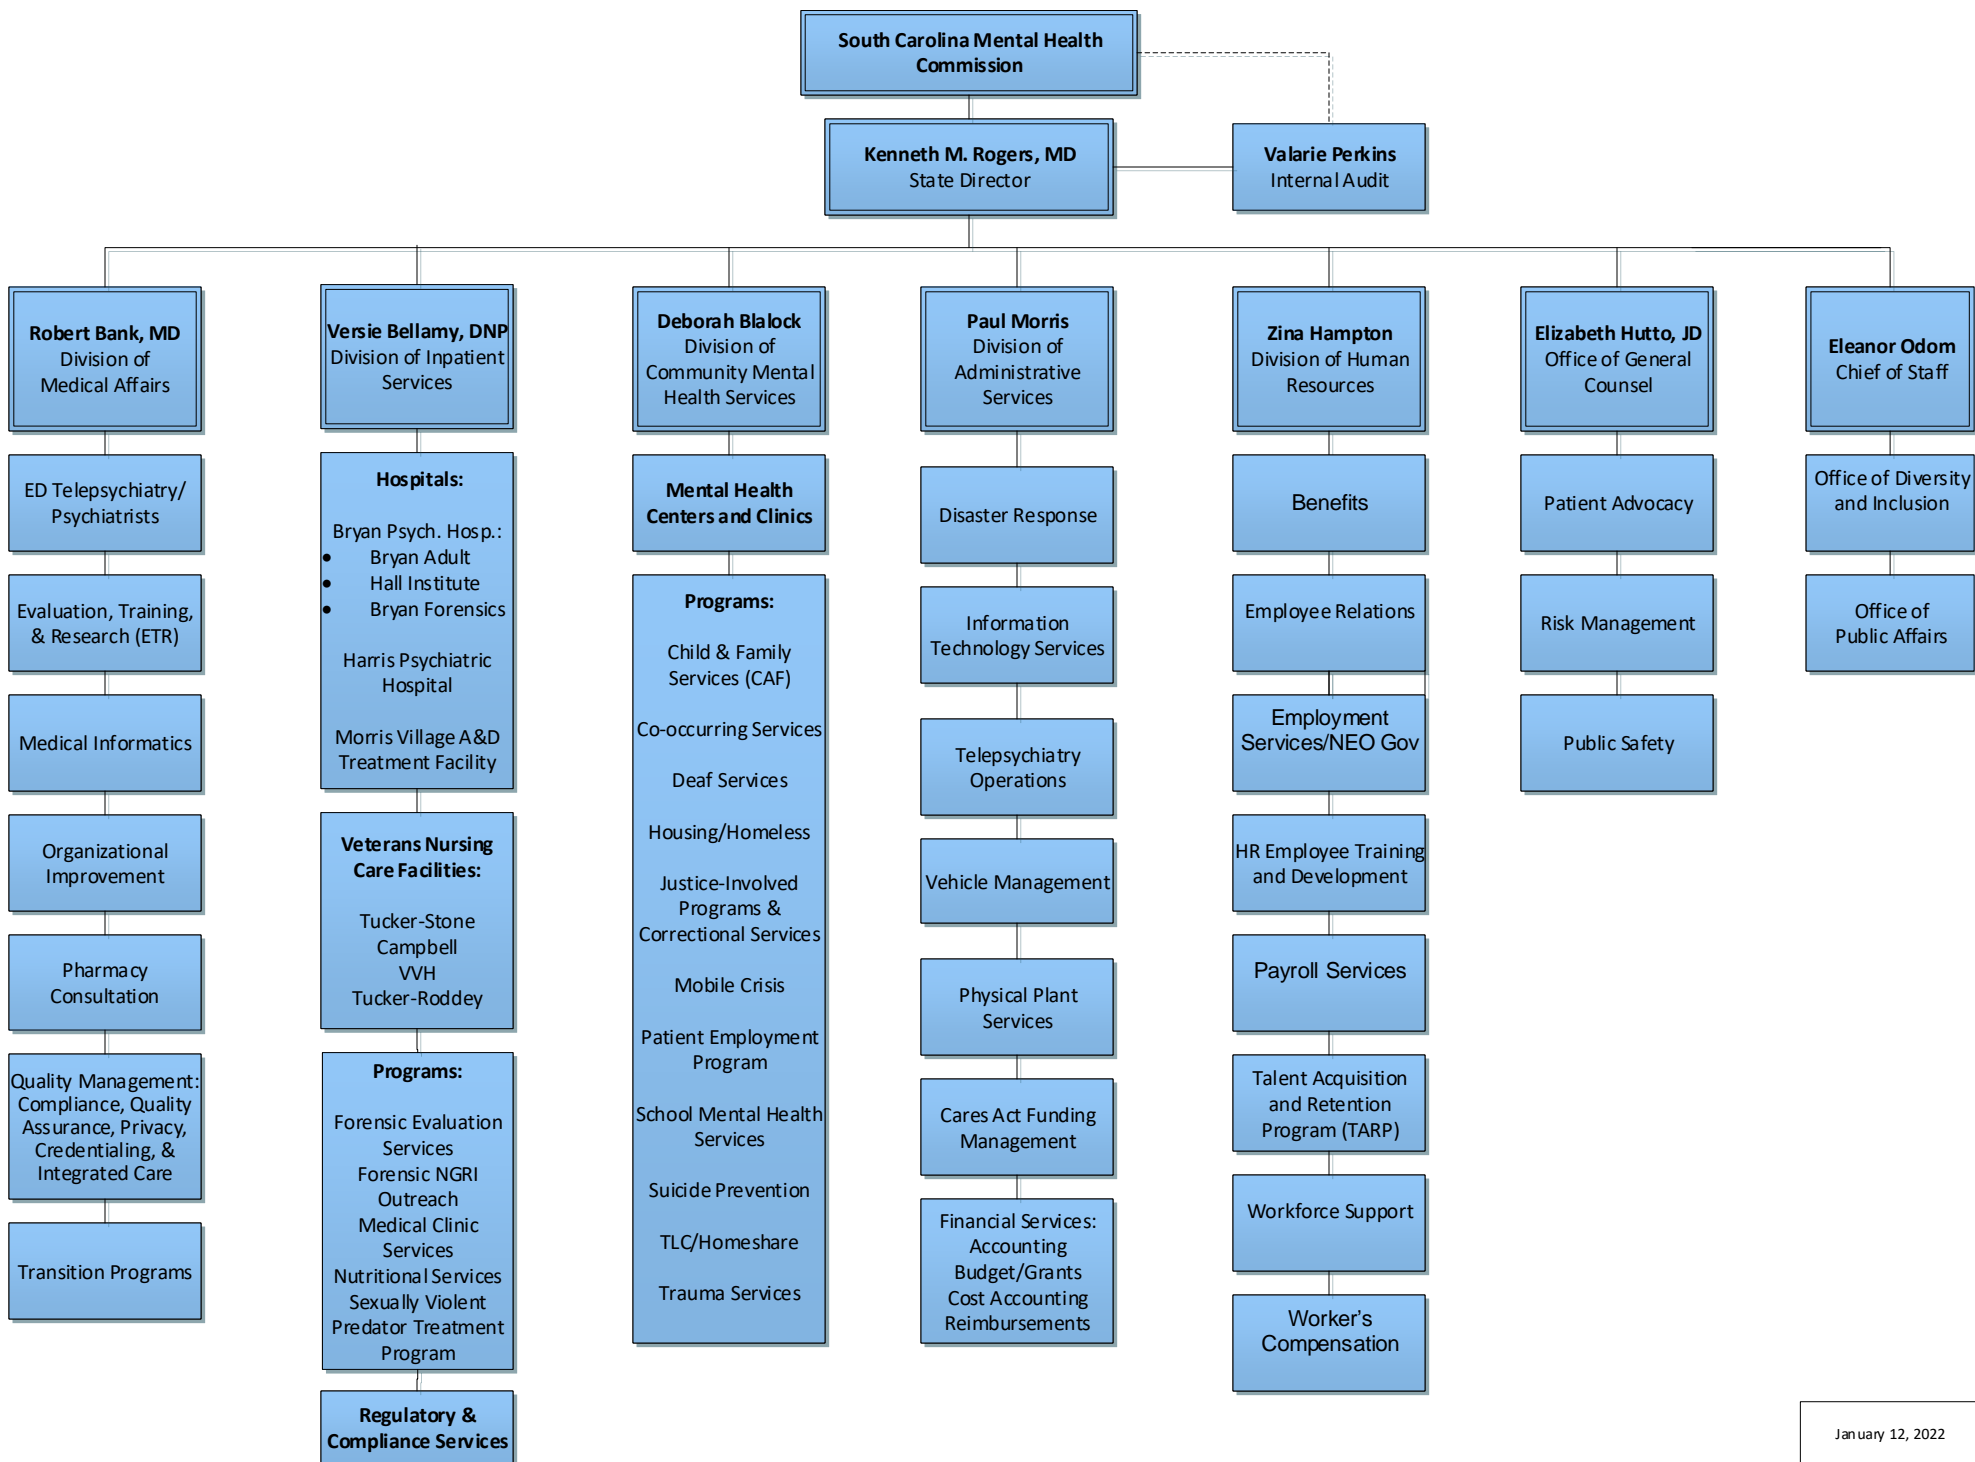 South Carolina Mental Health
Commission
Kenneth M. Rogers, MD
State Director
Valarie Perkins
Internal Audit
Robert Bank, MD
Division of
Medical Affairs
ED Telepsychiatry/
Psychiatrists
Evaluation, Training,
& Research (ETR)
Medical Informatics
Organizational
Improvement
Pharmacy
Consultation
Quality Management:
Compliance, Quality
Assurance, Privacy,
Credentialing, &
Integrated Care
Transition Programs
Versie Bellamy, DNP
Division of Inpatient
Services
Hospitals:
Bryan Psych. Hosp.:
• Bryan Adult
• Hall Institute
• Bryan Forensics
Harris Psychiatric
Hospital
Morris Village A&D
Treatment Facility
Veterans Nursing
Care Facilities:
Tucker-Stone
Campbell
VVH
Tucker-Roddey
Programs:
Forensic Evaluation
Services
Forensic NGRI
Outreach
Medical Clinic
Services
Nutritional Services
Sexually Violent
Predator Treatment
Program
Regulatory &
Compliance Services
Deborah Blalock
Division of
Community Mental
Health Services
Mental Health
Centers and Clinics
Programs:
Child & Family
Services (CAF)
Co-occurring Services
Deaf Services
Housing/Homeless
Justice-Involved
Programs &
Correctional Services
Mobile Crisis
Patient Employment
Program
School Mental Health
Services
Suicide Prevention
TLC/Homeshare
Trauma Services
Paul Morris
Division of
Administrative
Services
Disaster Response
Information
Technology Services
Telepsychiatry
Operations
Vehicle Management
Physical Plant
Services
Cares Act Funding
Management
Financial Services:
Accounting
Budget/Grants
Cost Accounting
Reimbursements
Zina Hampton
Division of Human
Resources
Benefits
Employee Relations
Employment
Services/NEO Gov
HR Employee Training
and Development
Payroll Services
Talent Acquisition
and Retention
Program (TARP)
Workforce Support
Worker's
Compensation
Elizabeth Hutto, JD
Office of General
Counsel
Patient Advocacy
Risk Management
Public Safety
Eleanor Odom
Chief of Staff
Office of Diversity
and Inclusion
Office of
Public Affairs
January 12, 2022